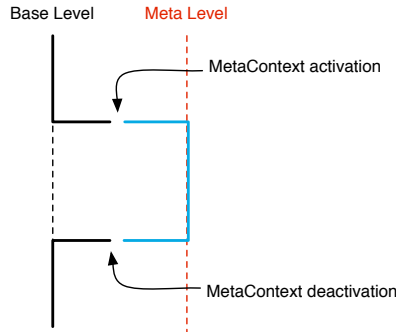 Base Level
Meta Level
MetaContext activation
MetaContext deactivation